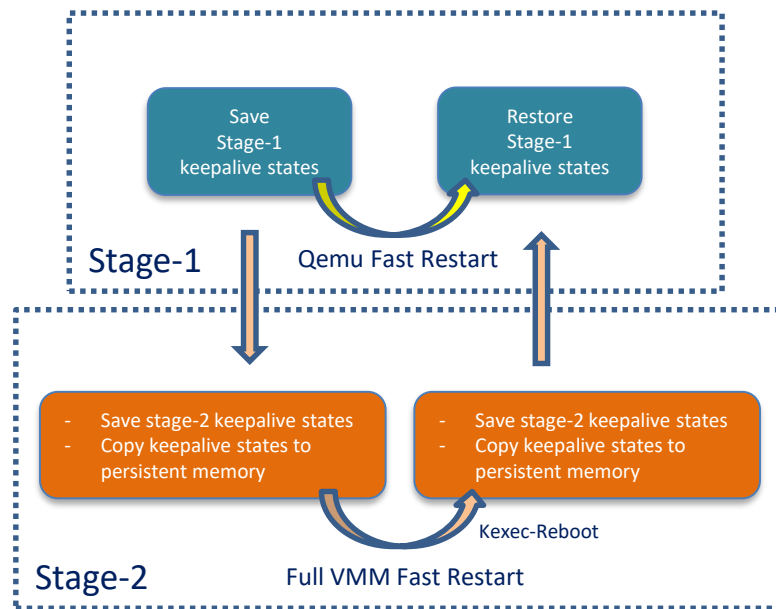 Save
Stage-1
keepalive states
Restore
Stage-1
keepalive states
Stage-1
Qemu Fast Restart
- Save stage-2 keepalive states
- Copy keepalive states to
persistent memory
- Save stage-2 keepalive states
- Copy keepalive states to
persistent memory
Kexec-Reboot
Stage-2
Full VMM Fast Restart